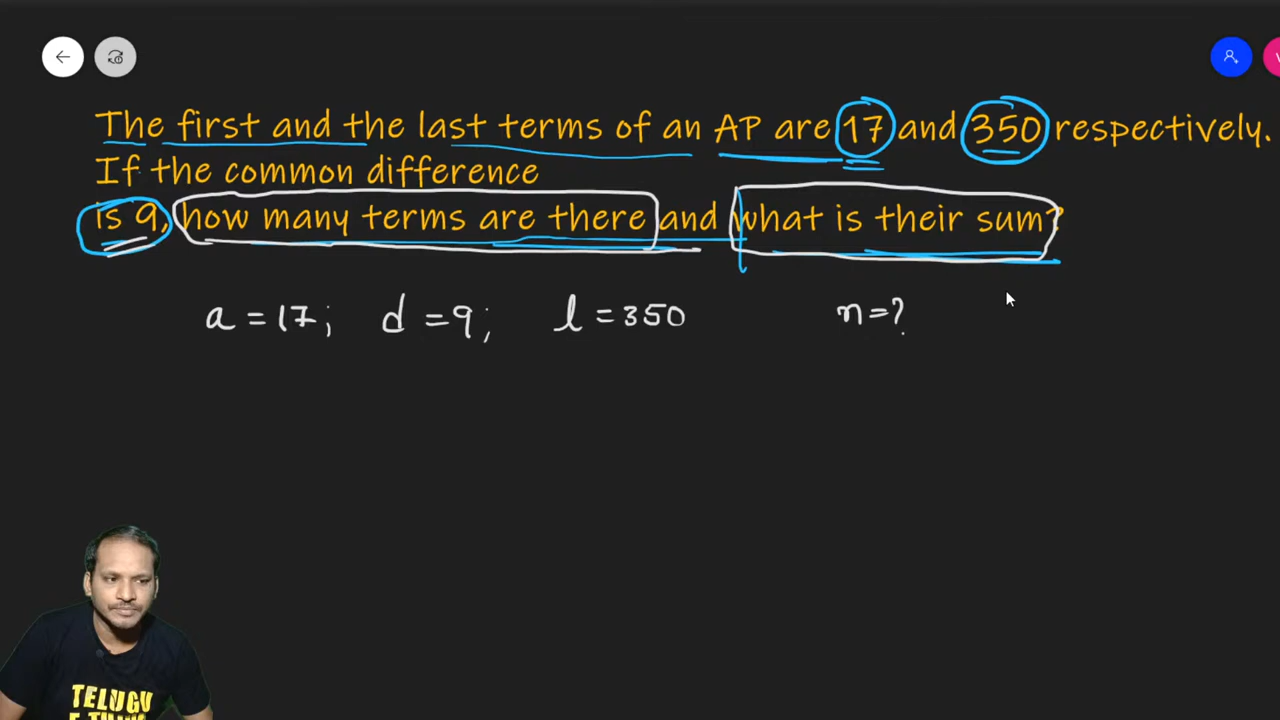 The first and the last terms of an AP are 17 and 350 respectively.
If the common difference
is 9, how many terms are there and what is their sum?
a = 17; d = 9; l = 350 n = ?
TELUGU